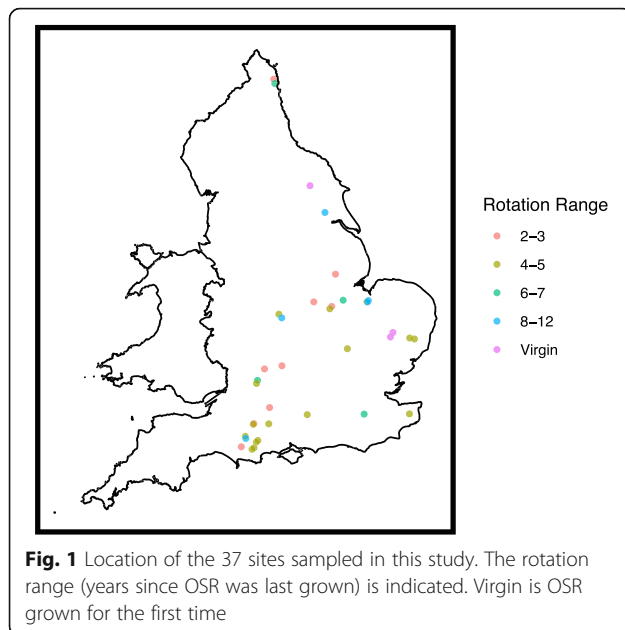 Rotation Range
2–3
4–5
6–7
8–12
Virgin
Fig. 1 Location of the 37 sites sampled in this study. The rotation
range (years since OSR was last grown) is indicated. Virgin is OSR
grown for the first time